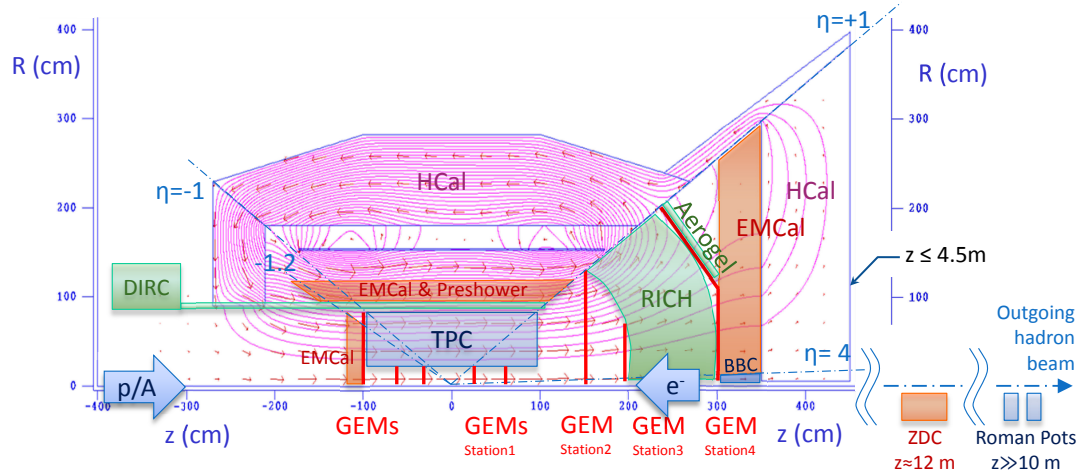 400
R (cm)
300
200
100
0
η=-1
-1.2
HCal
η=+1
400
R (cm)
300
200
100
HCal
EMCal
Aerogel
z ≤ 4.5m
DIRC
EMCal & Preshower
RICH
TPC
EMCal
BBC
η= 4
Outgoing
hadron
beam
p/A
e-
-400
-300
-200
-100
0
100
200
300
400
z (cm)
GEMs
GEMs
Station1
GEM
Station2
GEM
Station3
GEM
Station4
z (cm)
ZDC
z≈12 m
Roman Pots
z≫10 m